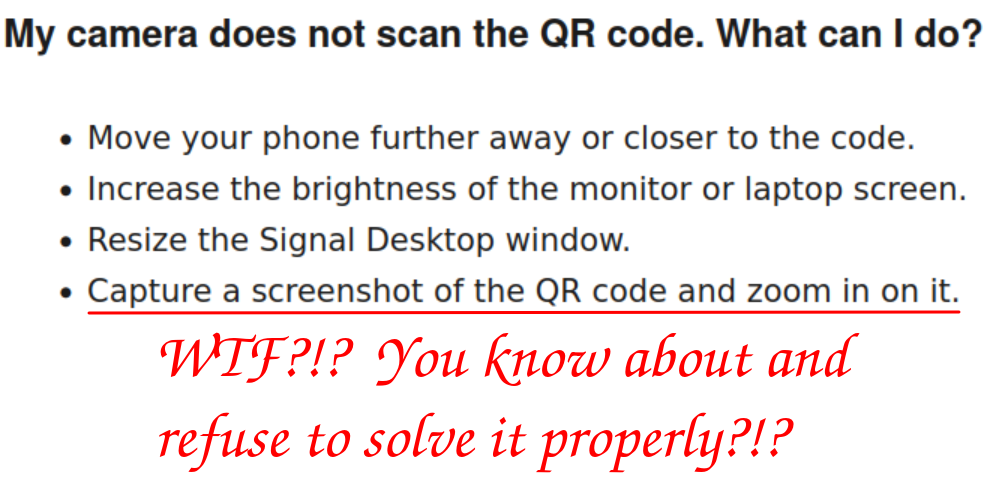 My camera does not scan the QR code. What can I do?
• Move your phone further away or closer to the code.
• Increase the brightness of the monitor or laptop screen.
• Resize the Signal Desktop window.
• Capture a screenshot of the QR code and zoom in on it.
WTF?!? You know about and
refuse to solve it properly?!?